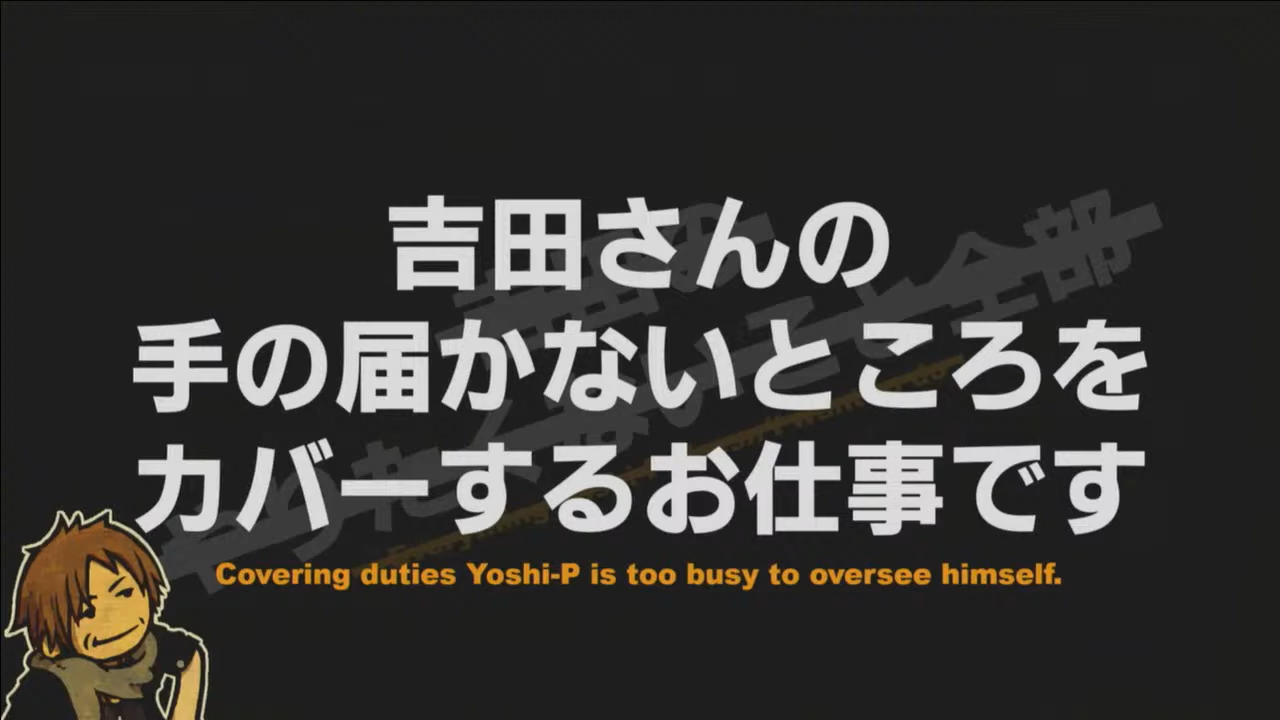 吉田さんの
手の届かないところを
カバーするお仕事です
Covering duties Yoshi-P is too busy to oversee himself.